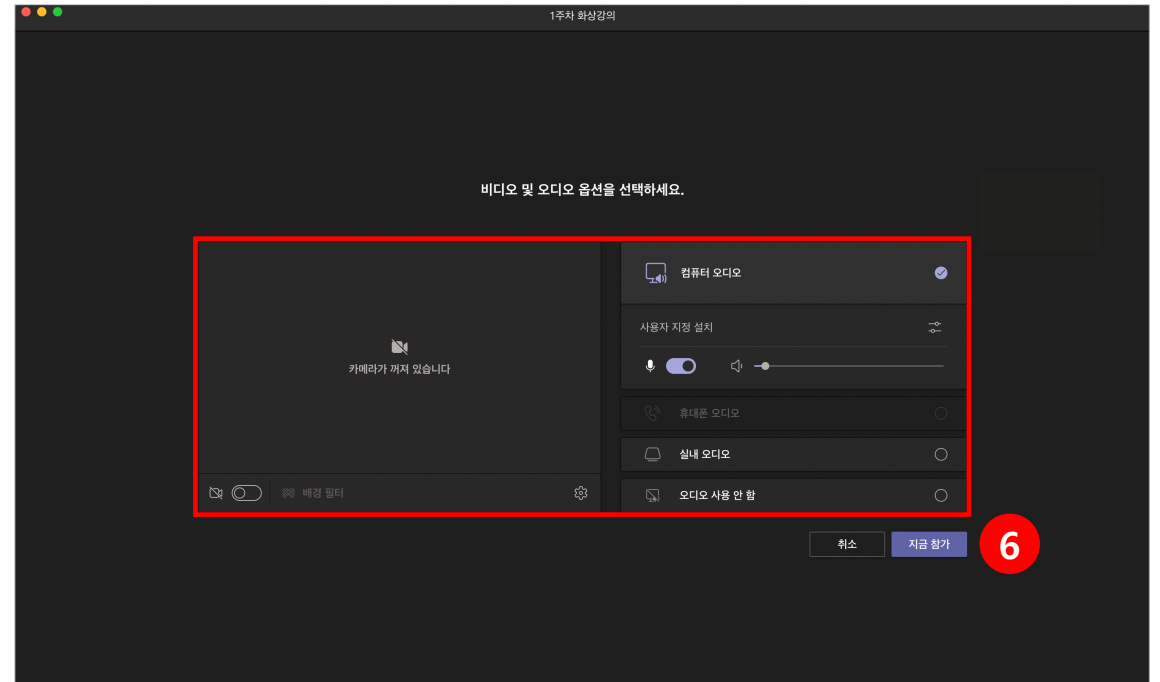 1주차 화상강의
비디오 및 오디오 옵션을 선택하세요.
카메라가 꺼져 있습니다
배경 필터
컴퓨터 오디오
사용자 지정 설치
휴대폰 오디오
실내 오디오
오디오 사용 안 함
취소
지금 참가
6